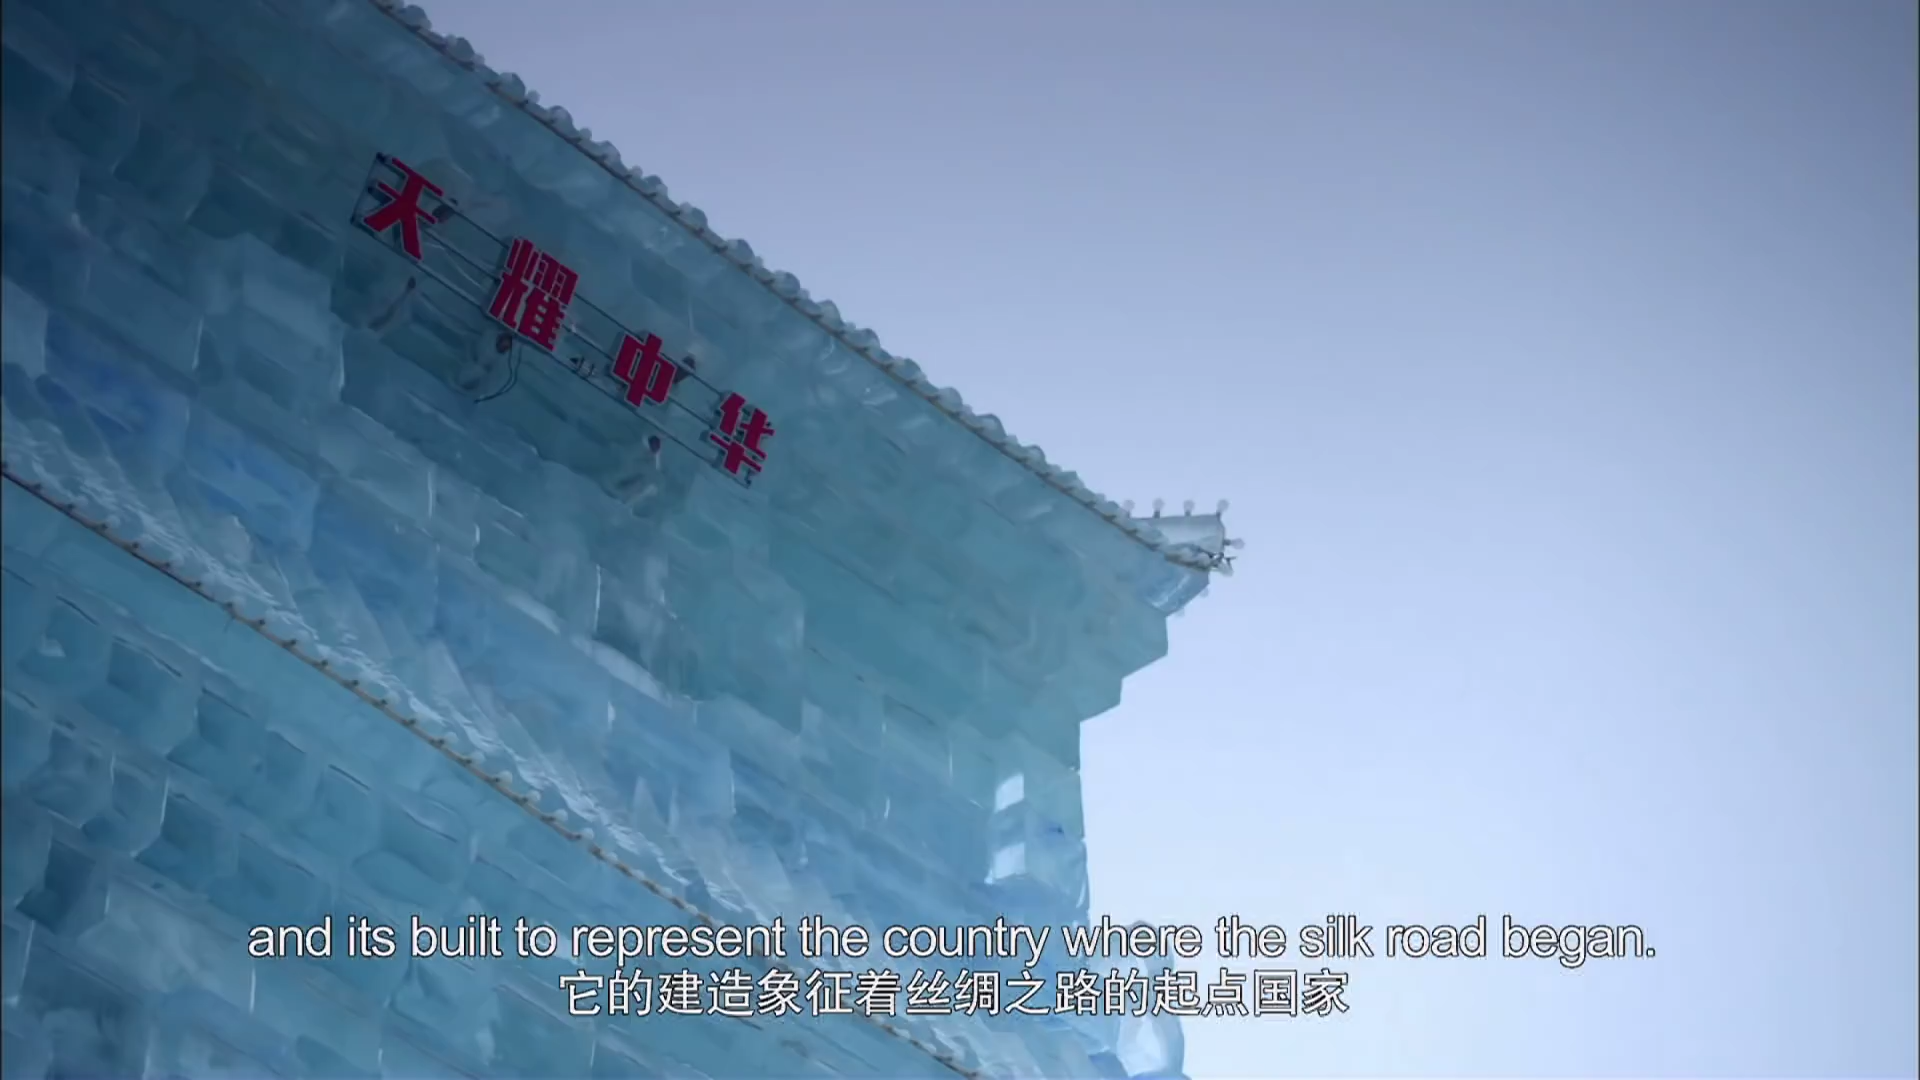 天耀中华
and its built to represent the country where the silk road began.
它的建造象征着丝绸之路的起点国家